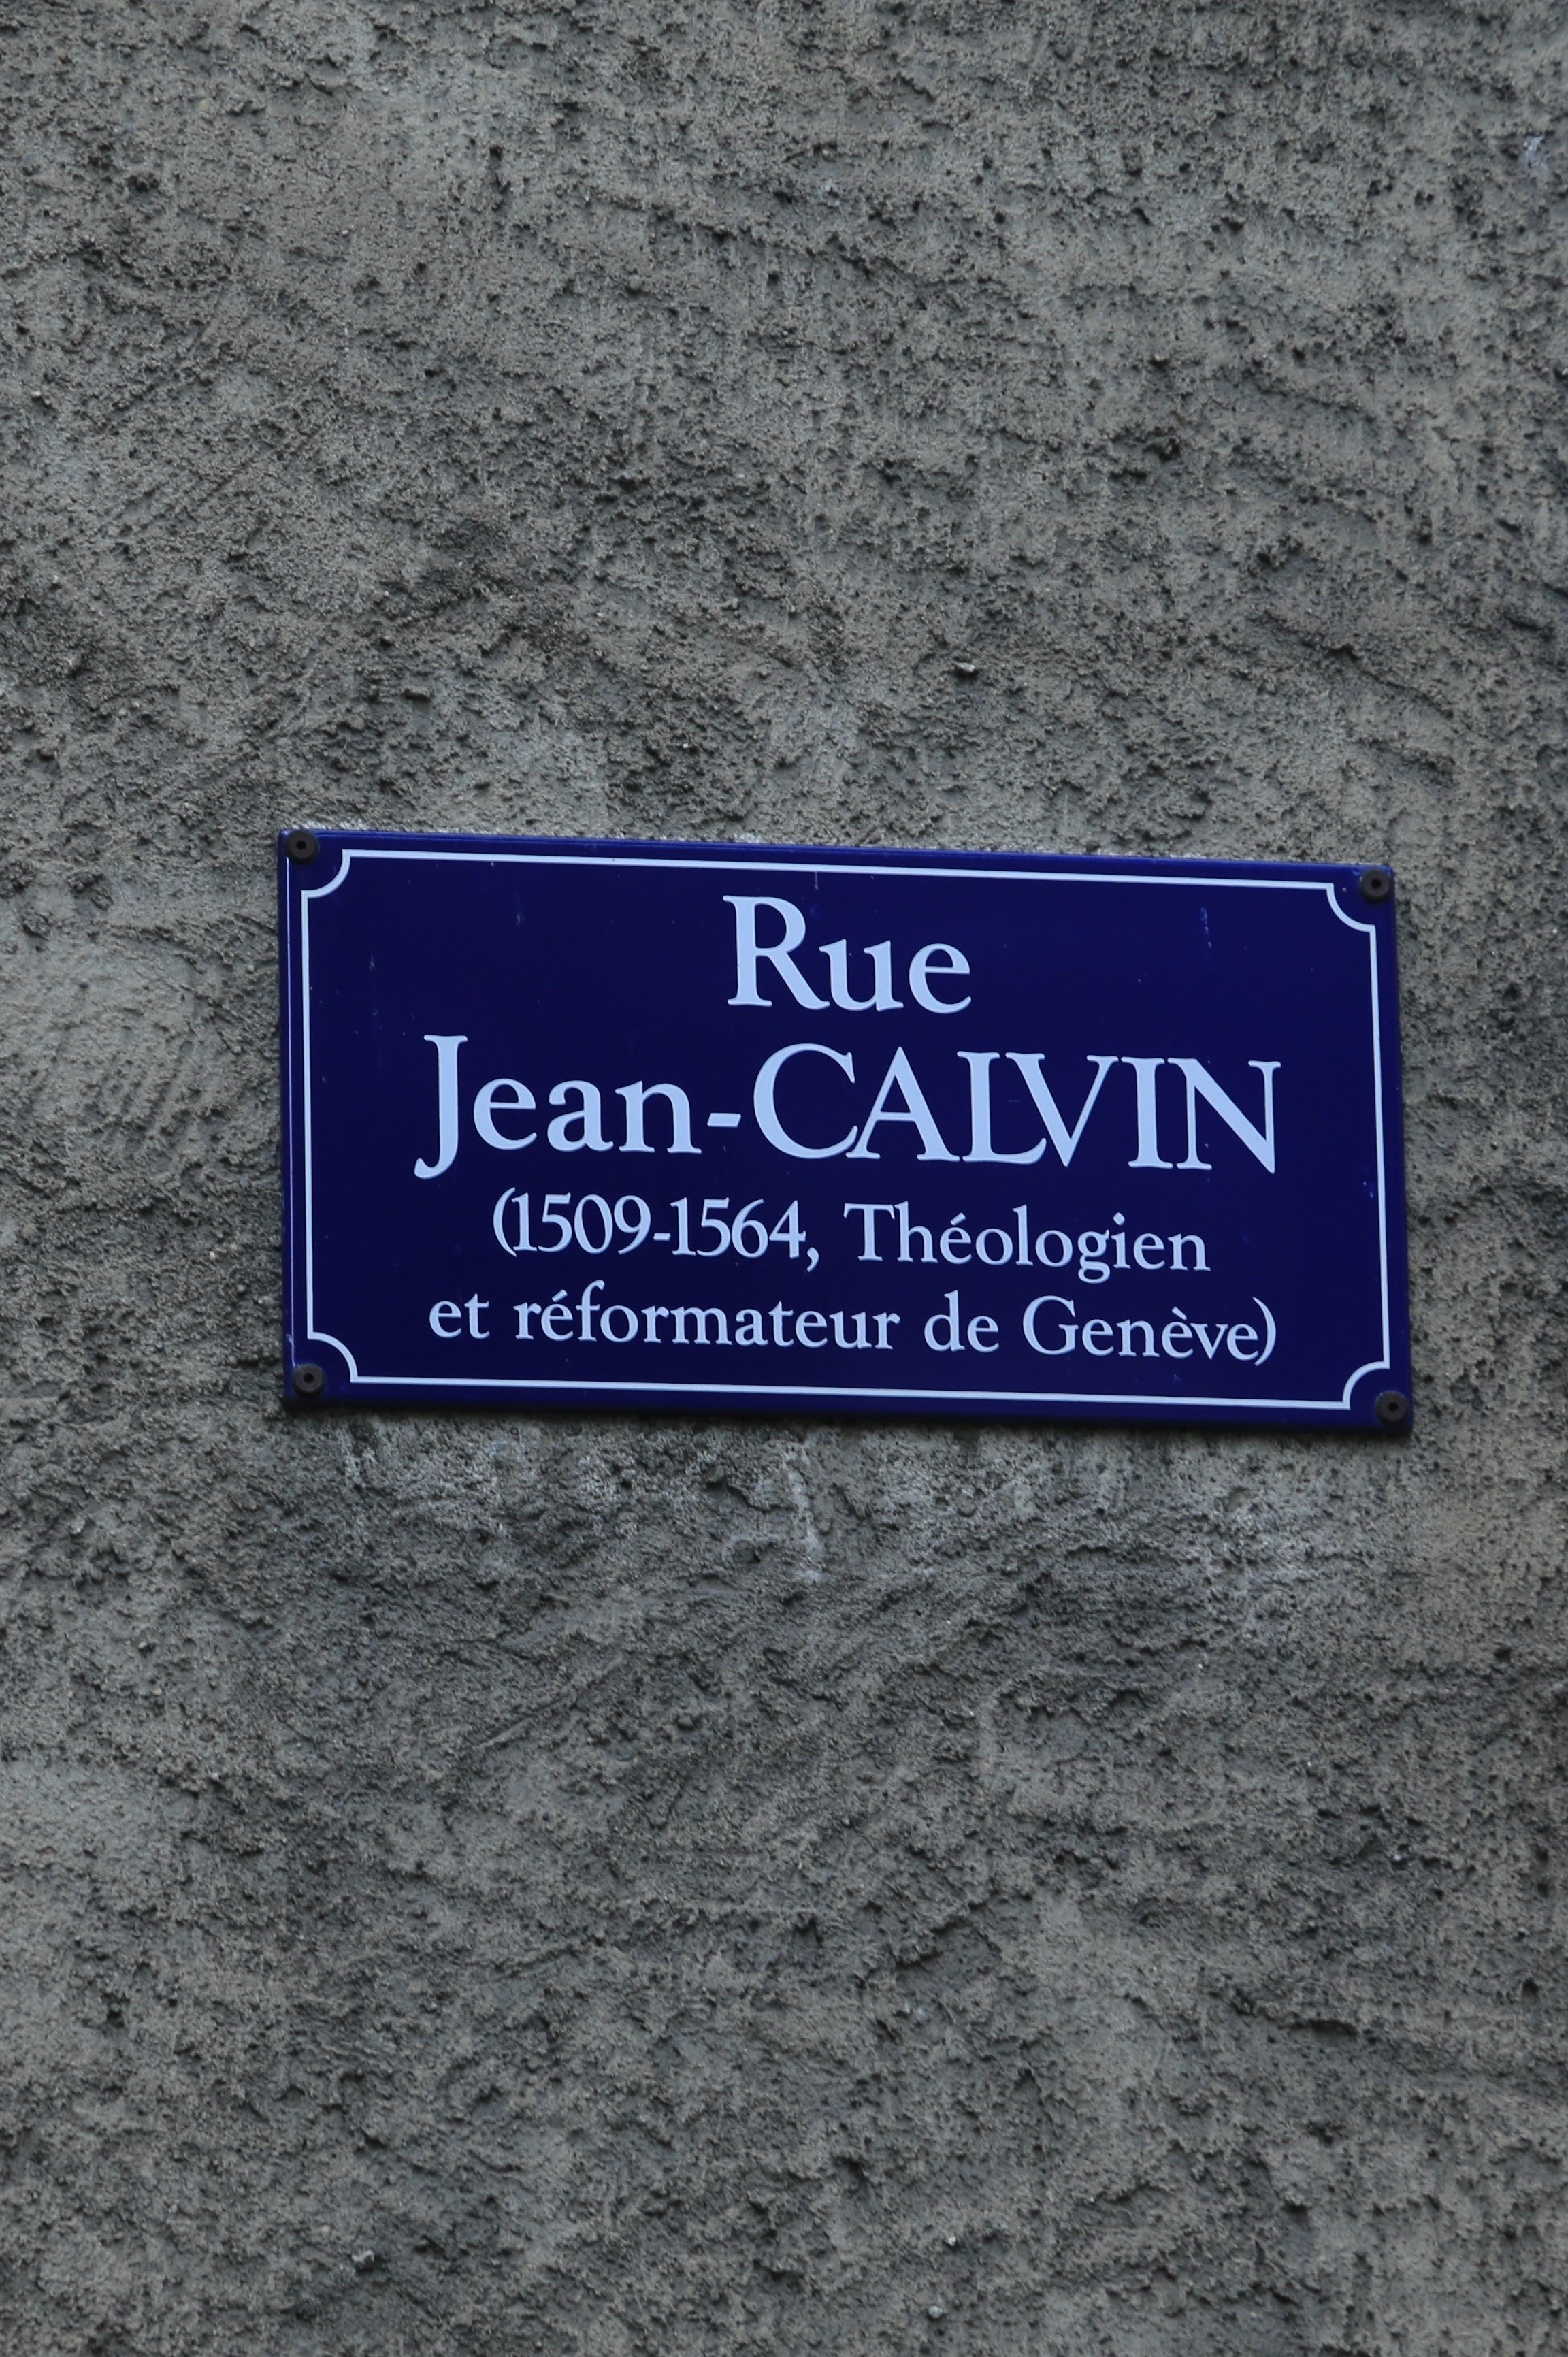 Rue
Jean-CALVIN
(1509-1564, Théologien
et réformateur de Genève)